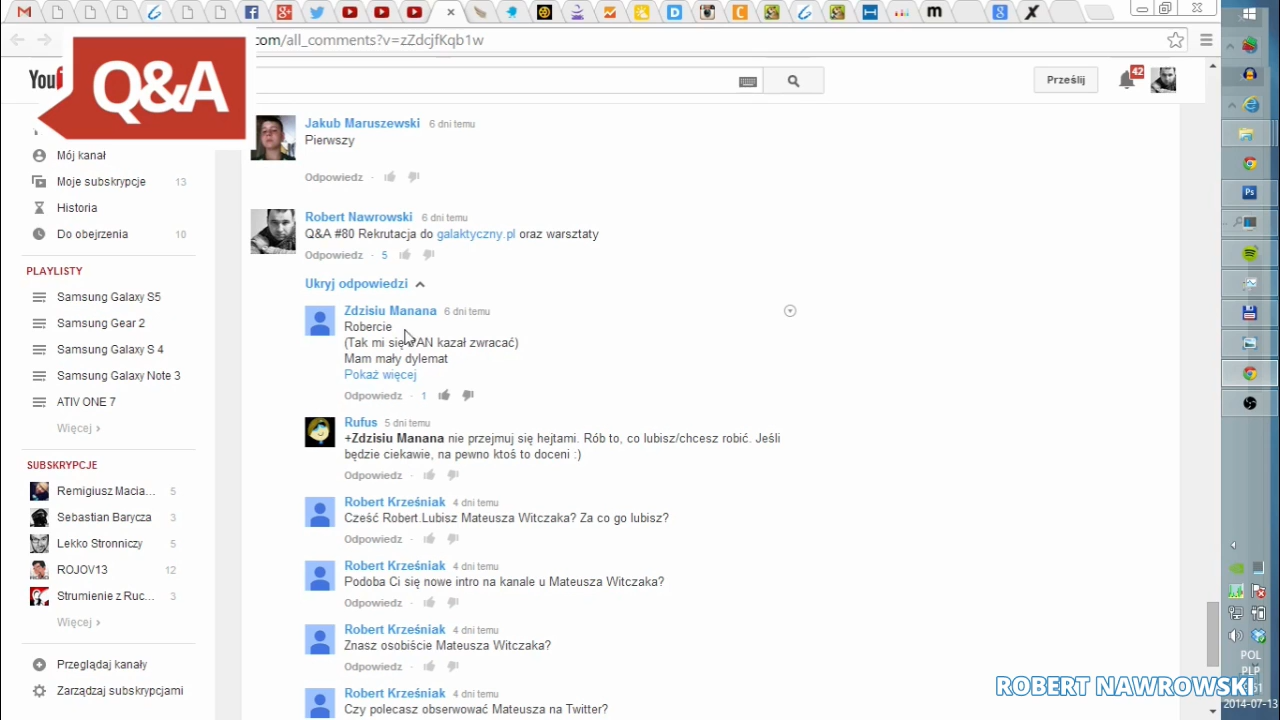 com/all_comments?v=zZdcjfKqb1w
You
Q&A
Prześlij
42
Mój kanał
Moje subskrypcje 13
Historia
Do obejrzenia 10
PLAYLISTY
Samsung Galaxy S5
Samsung Gear 2
Samsung Galaxy S 4
Samsung Galaxy Note 3
ATIV ONE 7
Więcej ›
SUBSKRYPCJE
Remigiusz Macia... 5
Sebastian Barycza 3
Lekko Stronniczy 5
ROJOV13 12
Strumienie z Ruc... 3
Więcej ›
Przeglądaj kanały
Zarządzaj subskrypcjami
Jakub Maruszewski 6 dni temu
Pierwszy
Odpowiedz ·
Robert Nawrowski 6 dni temu
Q&A #80 Rekrutacja do galaktyczny.pl oraz warsztaty
Odpowiedz · 5
Ukryj odpowiedzi
Zdzisiu Manana 6 dni temu
Robercie
(Tak mi się PAN kazał zwracać)
Mam mały dylemat
Pokaż więcej
Odpowiedz · 1
Rufus 5 dni temu
+Zdzisiu Manana nie przejmuj się hejtami. Rób to, co lubisz/chcesz robić. Jeśli
będzie ciekawie, na pewno ktoś to doceni :)
Odpowiedz ·
Robert Krześniak 4 dni temu
Cześć Robert.Lubisz Mateusza Witczaka? Za co go lubisz?
Odpowiedz ·
Robert Krześniak 4 dni temu
Podoba Ci się nowe intro na kanale u Mateusza Witczaka?
Odpowiedz ·
Robert Krześniak 4 dni temu
Znasz osobiście Mateusza Witczaka?
Odpowiedz ·
Robert Krześniak 4 dni temu
Czy polecasz obserwować Mateusza na Twitter?
POL
PLP
ROBERT NAWROWSKI
2014-07-13